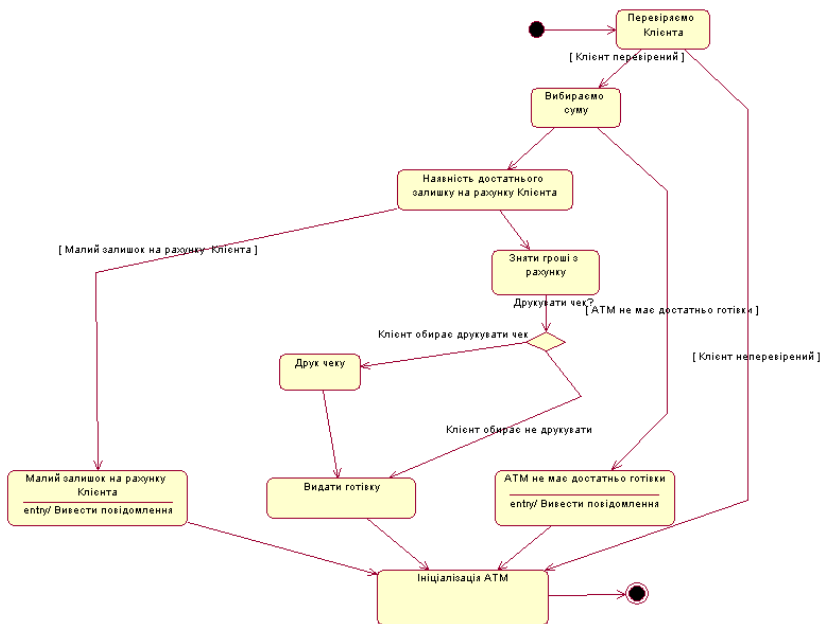 Перевіряємо
Клієнта
[ Клієнт перевірений ]
Вибираємо
суму
Наявність достатнього
залишку на рахунку Клієнта
[ Малий залишок на рахунку Клієнта ]
Зняти гроші з
рахунку
Друкувати чек?
[ АТМ не має достатньо готівки ]
Клієнт обирає друкувати чек
[ Клієнт неперевірений ]
Друк чеку
Клієнт обирає не друкувати
Малий залишок на рахунку
Клієнта
entry/ Вивести повідомлення
Видати готівку
АТМ не має достатньо готівки
entry/ Вивести повідомлення
Ініціалізація АТМ